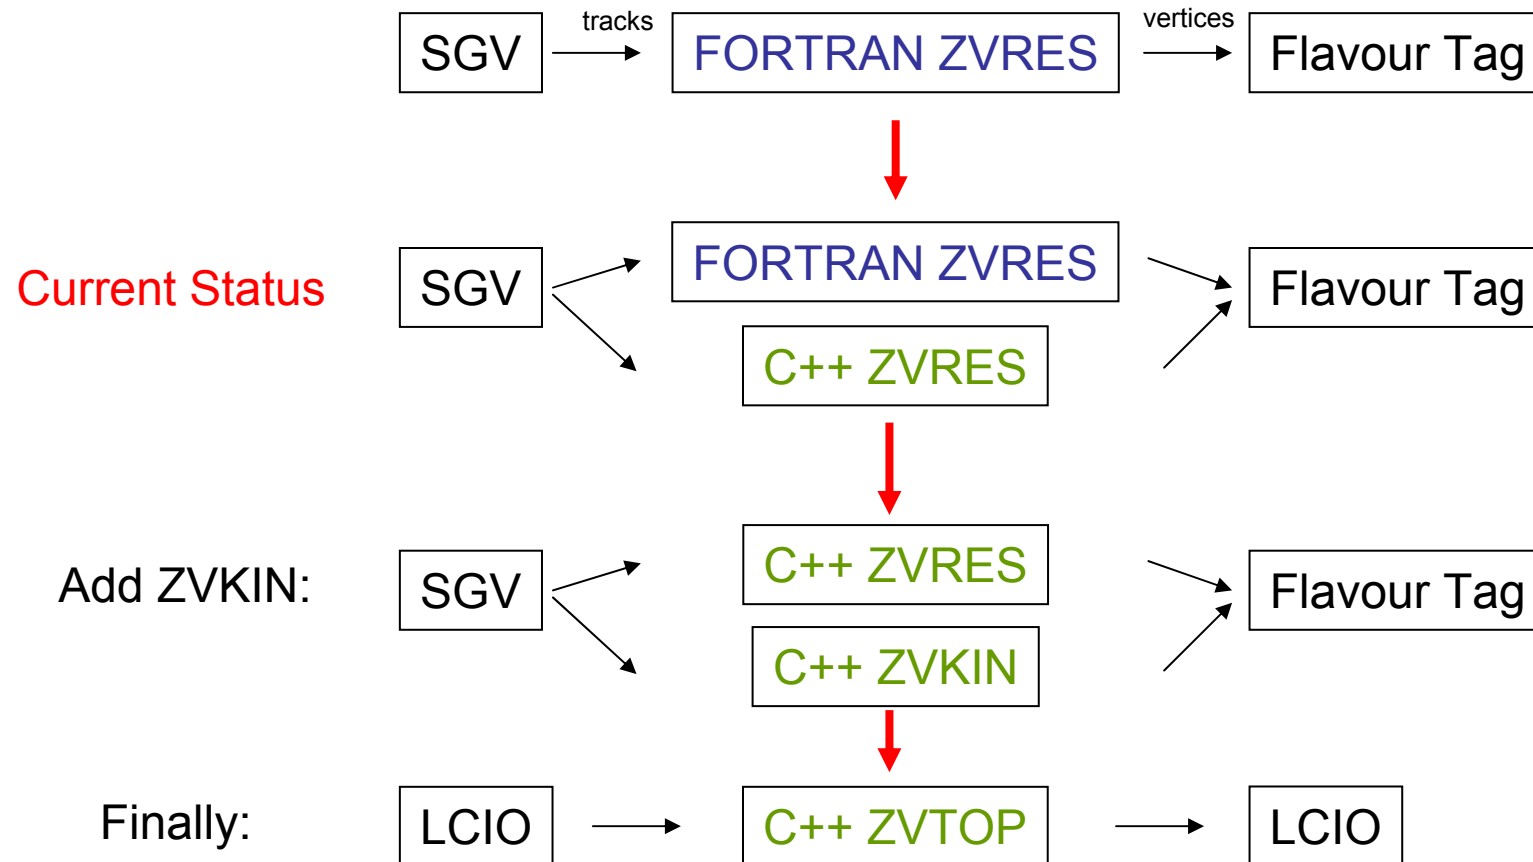 SGV tracks FORTRAN ZVRES vertices Flavour Tag
Current Status SGV FORTRAN ZVRES Flavour Tag
C++ ZVRES
Add ZVKIN: SGV C++ ZVRES Flavour Tag
C++ ZVKIN
Finally: LCIO C++ ZVTOP LCIO